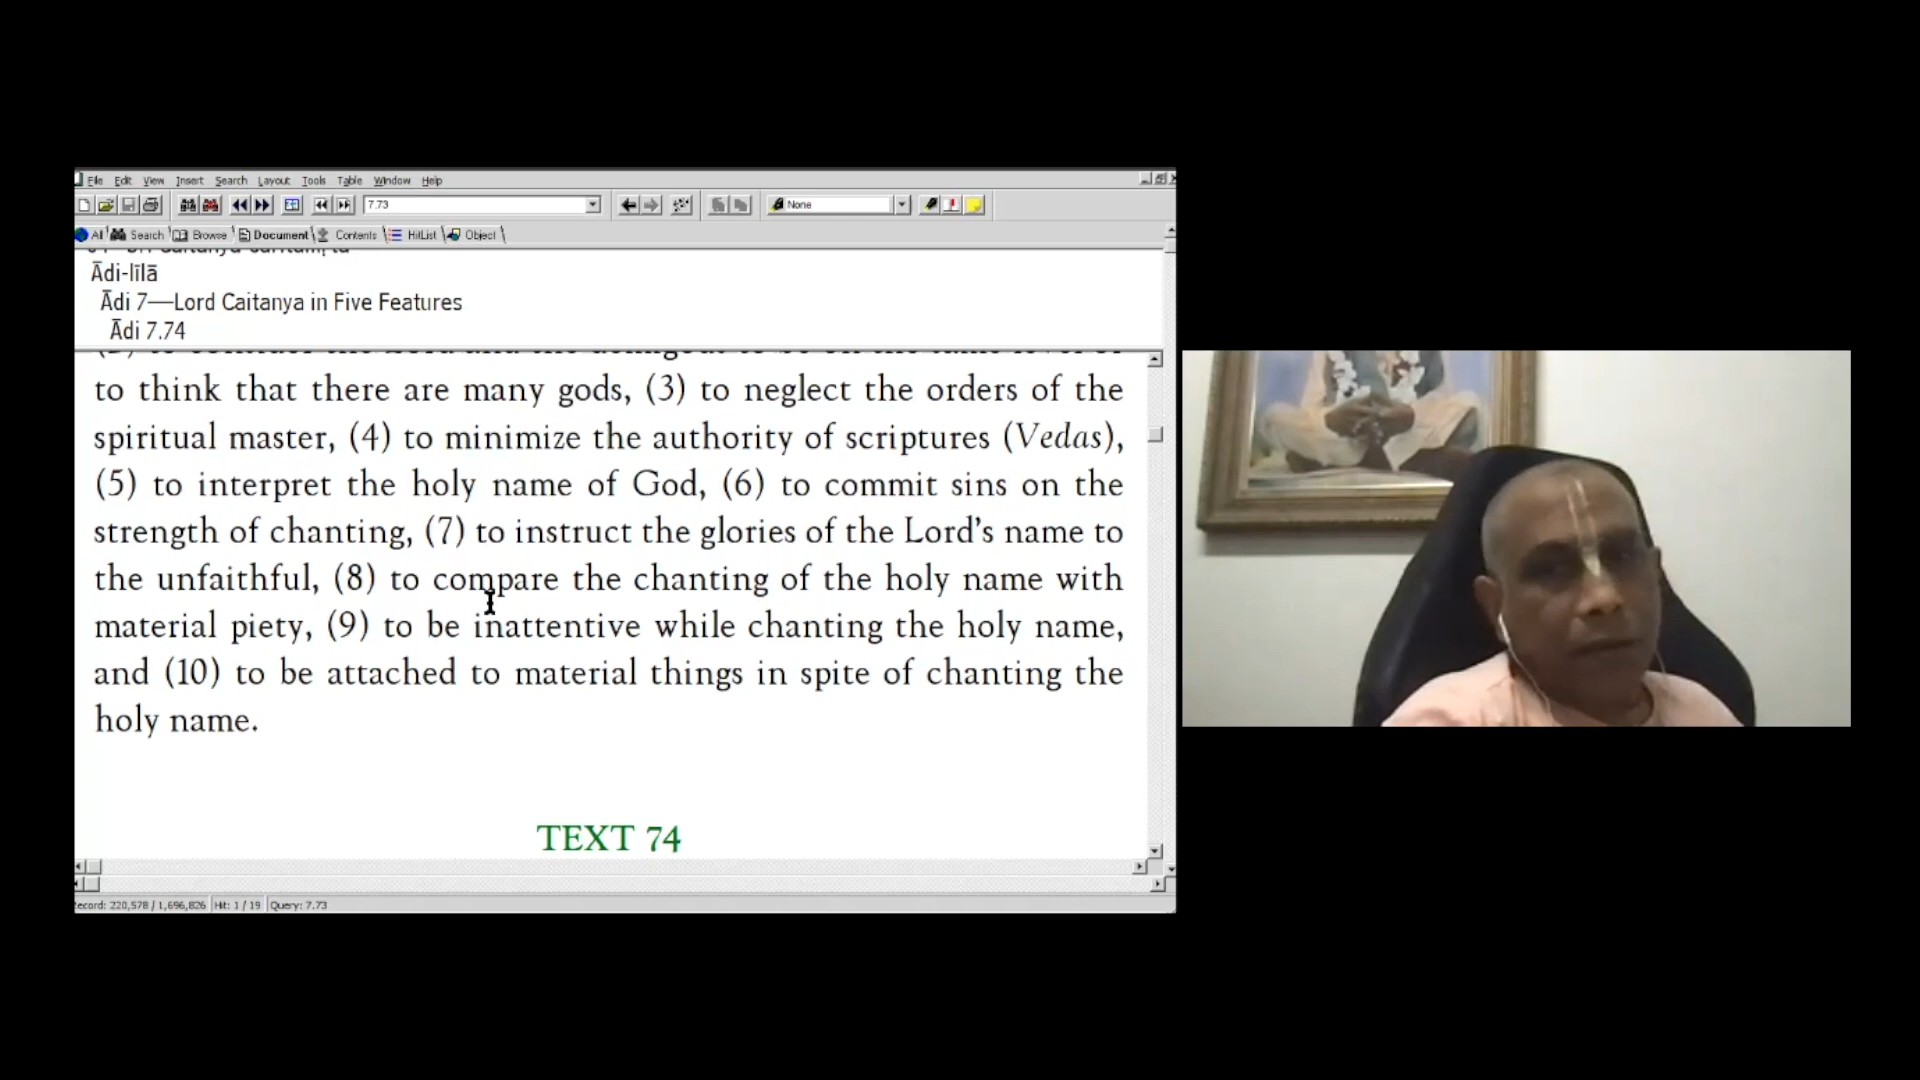 File Edit View Insert Search Layout Tools Table Window Help
7.73 None
All Search Browse Document Contents HitList Object
Ādi-līlā
Ādi 7—Lord Caitanya in Five Features
Ādi 7.74
to think that there are many gods, (3) to neglect the orders of the
spiritual master, (4) to minimize the authority of scriptures (Vedas),
(5) to interpret the holy name of God, (6) to commit sins on the
strength of chanting, (7) to instruct the glories of the Lord’s name to
the unfaithful, (8) to compare the chanting of the holy name with
material piety, (9) to be inattentive while chanting the holy name,
and (10) to be attached to material things in spite of chanting the
holy name.
TEXT 74
ecord: 220,578 / 1,696,826 Hit: 1 / 19 Query: 7.73